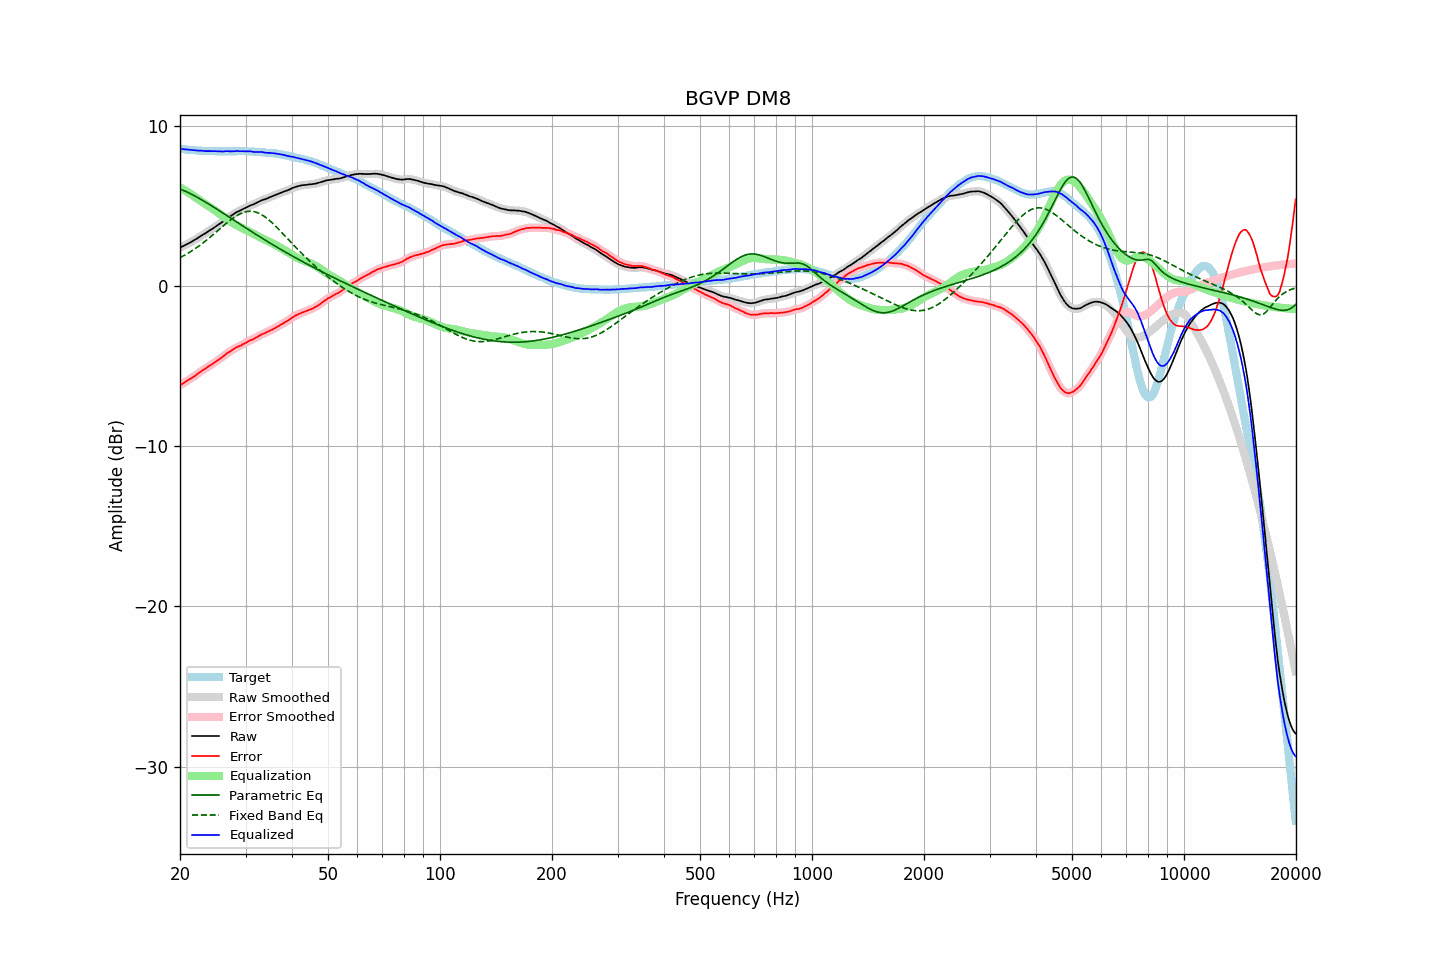 BGVP DM8
10
0
−10
−20
−30
Amplitude (dBr)
20
50
100
200
500
1000
2000
5000
10000
20000
Frequency (Hz)
Target
Raw Smoothed
Error Smoothed
Raw
Error
Equalization
Parametric Eq
Fixed Band Eq
Equalized